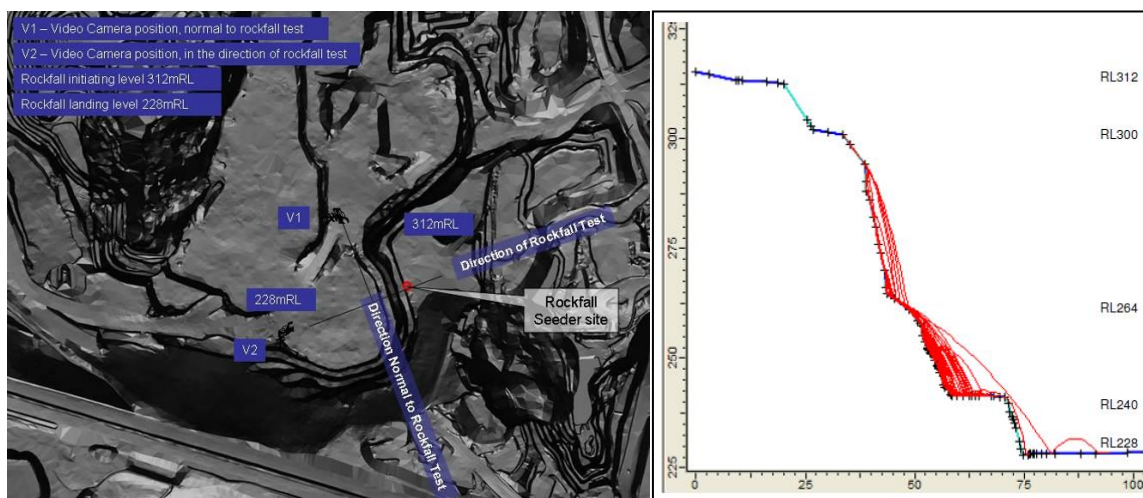 V1 – Video Camera position, normal to rockfall test
V2 – Video Camera position, in the direction of rockfall test
Rockfall initiating level 312mRL
Rockfall landing level 228mRL
V1
312mRL
Direction of Rockfall Test
228mRL
Rockfall
Seeder site
V2
Direction Normal to Rockfall Test
325
300
275
250
225
0
25
50
75
100
RL312
RL300
RL264
RL240
RL228